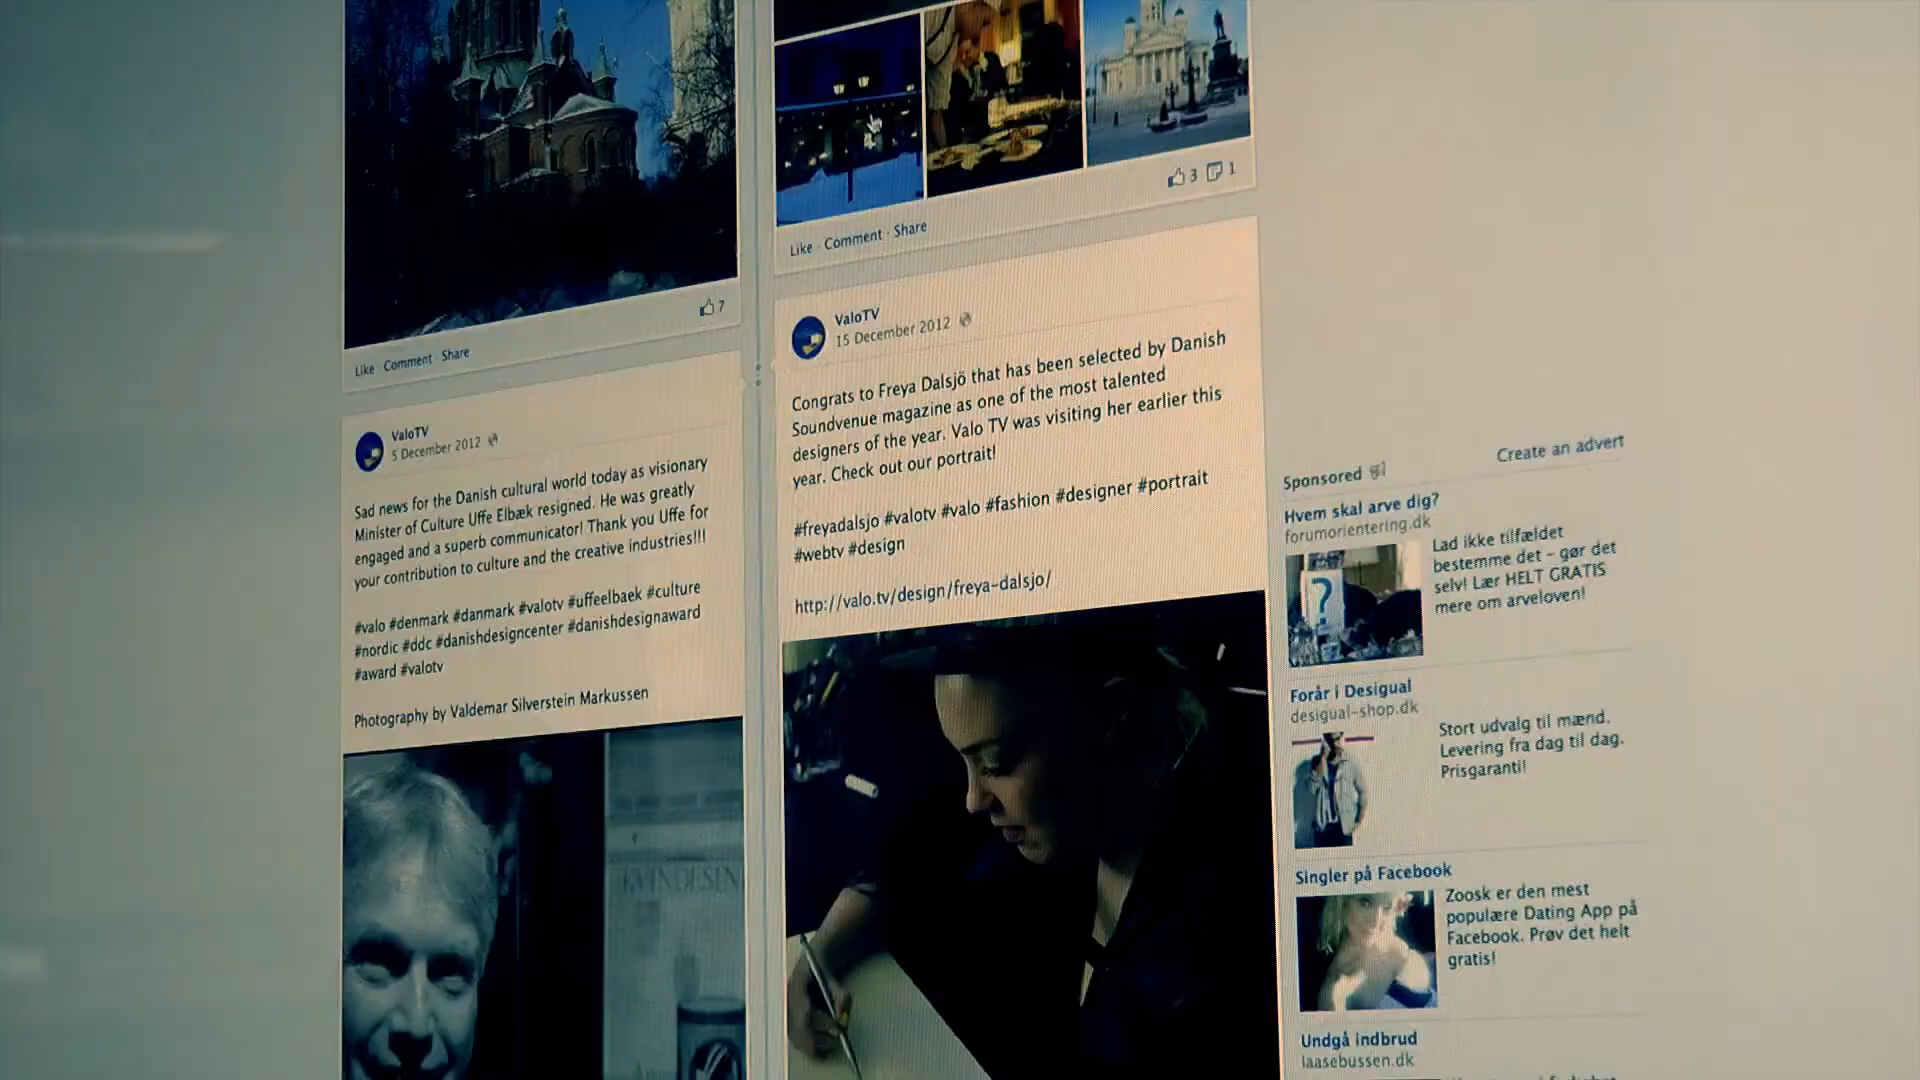 7
Like Comment Share
ValoTV
5 December 2012
Sad news for the Danish cultural world today as visionary
Minister of Culture Uffe Elbæk resigned. He was greatly
engaged and a superb communicator! Thank you Uffe for
your contribution to culture and the creative industries!!!
#valo #denmark #danmark #valotv #uffeelbaek #culture
#nordic #ddc #danishdesigncenter #danishdesignaward
#award #valotv
Photography by Valdemar Silverstein Markussen
KVINDESIN
3 1
Like · Comment · Share
ValoTV
15 December 2012
Congrats to Freya Dalsjö that has been selected by Danish
Soundvenue magazine as one of the most talented
designers of the year. Valo TV was visiting her earlier this
year. Check out our portrait!
#freyadalsjo #valotv #valo #fashion #designer #portrait
#webtv #design
http://valo.tv/design/freya-dalsjo/
Sponsored Create an advert
Hvem skal arve dig?
forumorientering.dk
?
Lad ikke tilfældet
bestemme det - gør det
selv! Lær HELT GRATIS
mere om arveloven!
Forår i Desigual
desigual-shop.dk
Stort udvalg til mænd.
Levering fra dag til dag.
Prisgaranti!
Singler på Facebook
Zoosk er den mest
populære Dating App på
Facebook. Prøv det helt
gratis!
Undgå indbrud
laasebussen.dk